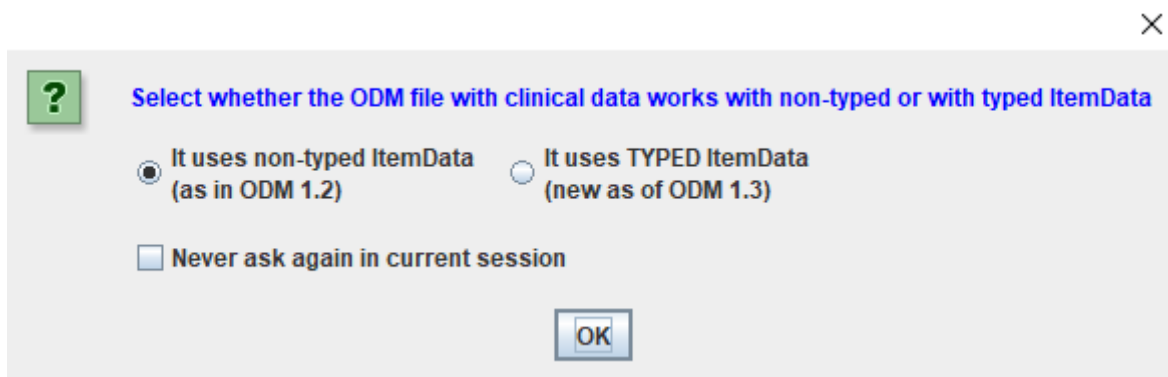 Select whether the ODM file with clinical data works with non-typed or with typed ItemData
It uses non-typed ItemData
(as in ODM 1.2)
It uses TYPED ItemData
(new as of ODM 1.3)
Never ask again in current session
OK